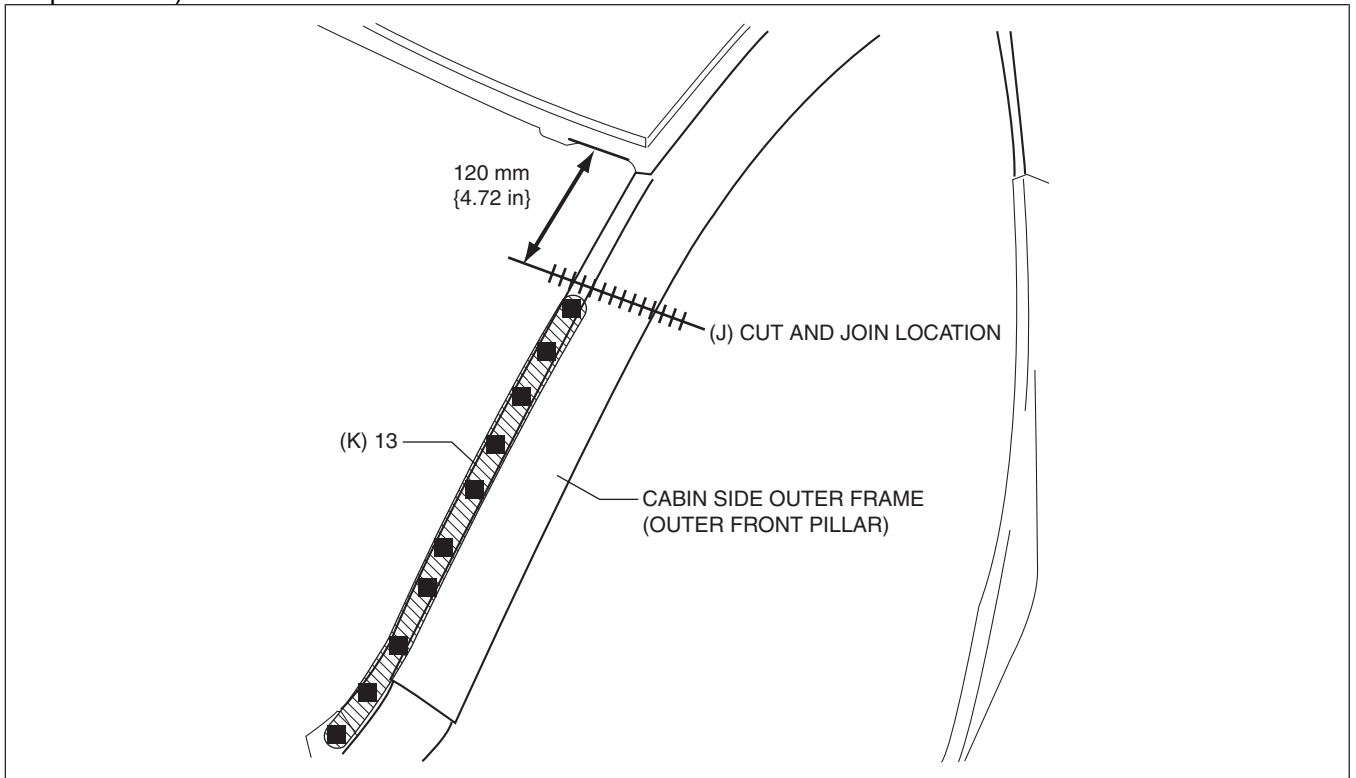 120 mm
{4.72 in}
(J) CUT AND JOIN LOCATION
(K) 13
CABIN SIDE OUTER FRAME
(OUTER FRONT PILLAR)